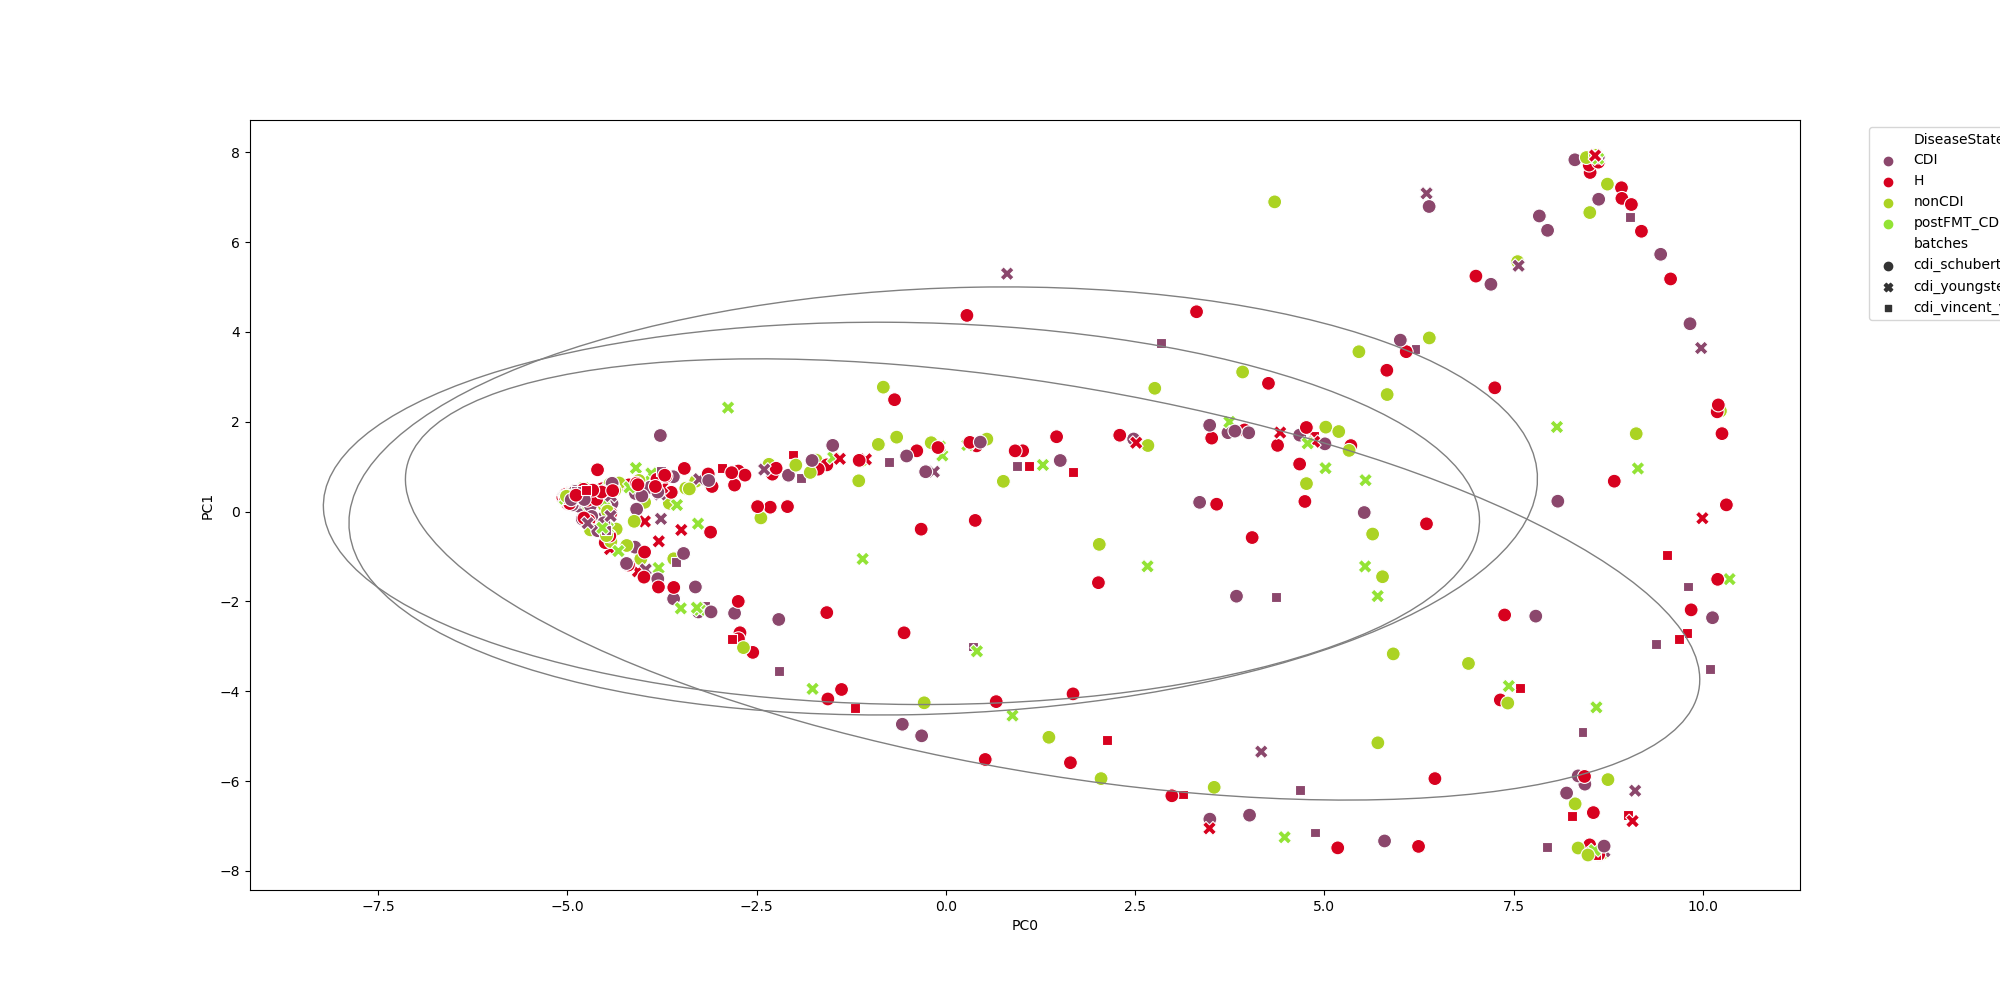 8
6
4
2
0
−2
−4
−6
−8
PC1
−7.5 −5.0 −2.5 0.0 2.5 5.0 7.5 10.0
PC0
DiseaseState
CDI
H
nonCDI
postFMT_CD
batches
cdi_schubert
cdi_youngste
cdi_vincent_